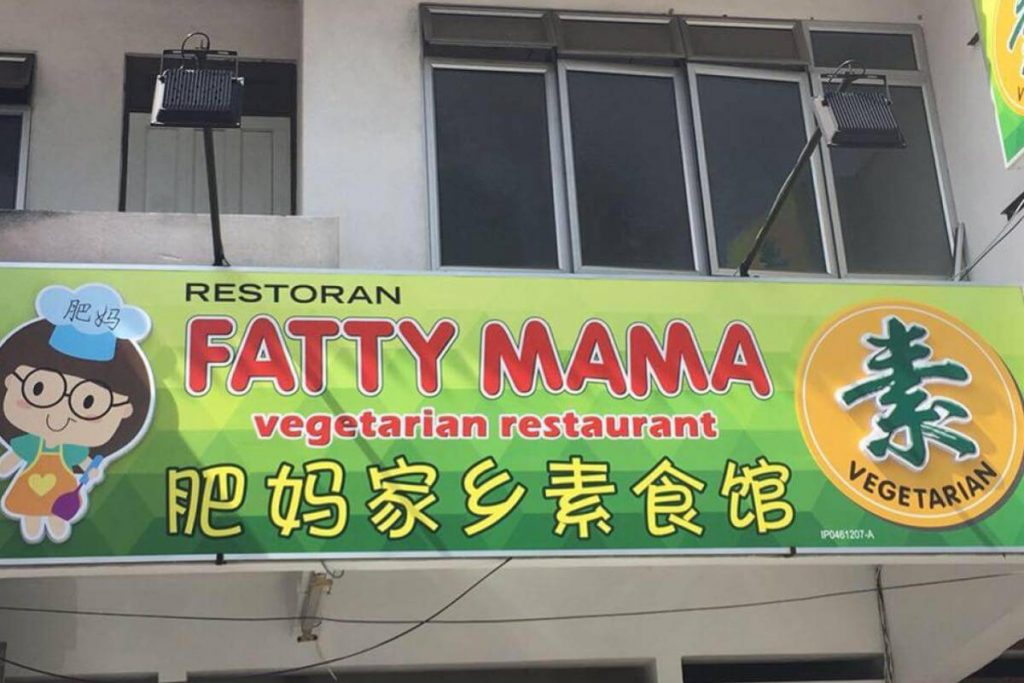 肥妈
RESTORAN
FATTY MAMA
vegetarian restaurant
肥妈家乡素食馆
素
VEGETARIAN
IP0461207-A